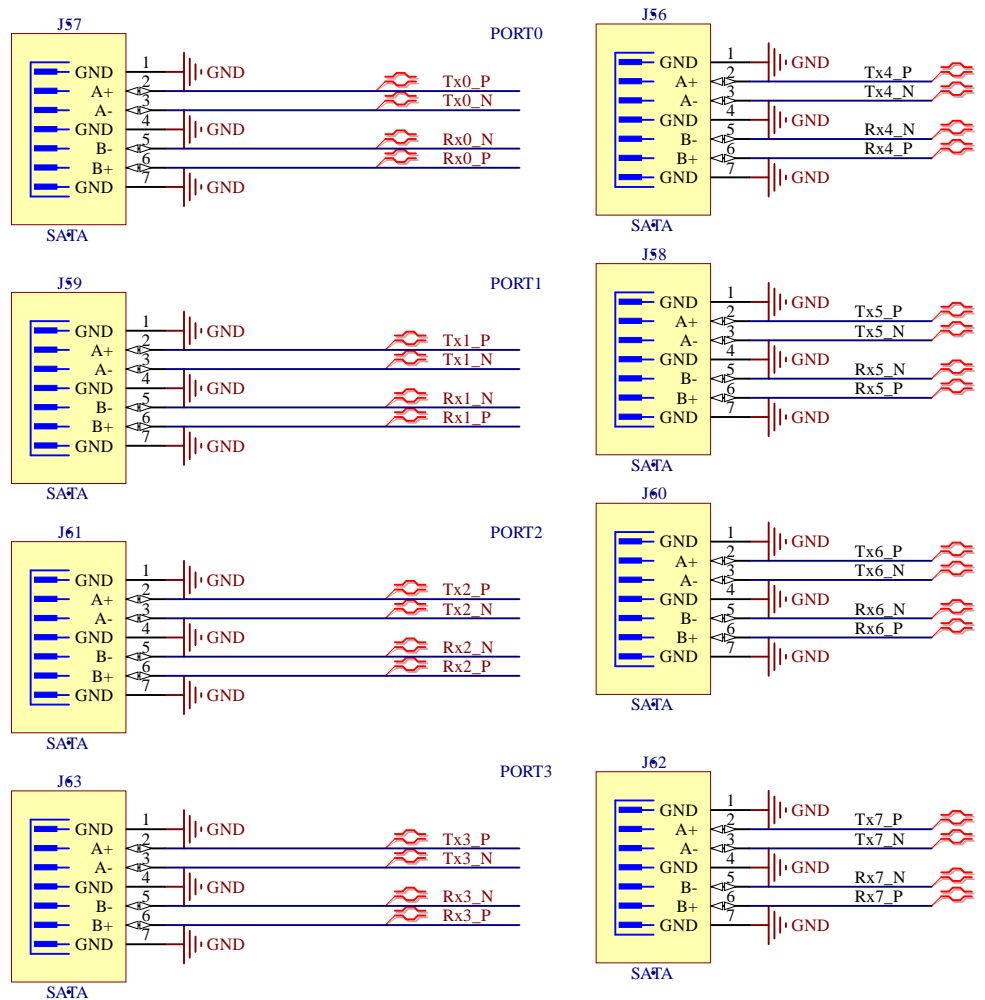 J57
PORT0
GND 1 GND
A+ 2 Tx0_P
A- 3 Tx0_N
GND 4 GND
B- 5 Rx0_N
B+ 6 Rx0_P
GND 7 GND
SATA
J59
PORT1
GND 1 GND
A+ 2 Tx1_P
A- 3 Tx1_N
GND 4 GND
B- 5 Rx1_N
B+ 6 Rx1_P
GND 7 GND
SATA
J61
PORT2
GND 1 GND
A+ 2 Tx2_P
A- 3 Tx2_N
GND 4 GND
B- 5 Rx2_N
B+ 6 Rx2_P
GND 7 GND
SATA
J63
PORT3
GND 1 GND
A+ 2 Tx3_P
A- 3 Tx3_N
GND 4 GND
B- 5 Rx3_N
B+ 6 Rx3_P
GND 7 GND
SATA
J56
GND 1 GND
A+ 2 Tx4_P
A- 3 Tx4_N
GND 4 GND
B- 5 Rx4_N
B+ 6 Rx4_P
GND 7 GND
SATA
J58
GND 1 GND
A+ 2 Tx5_P
A- 3 Tx5_N
GND 4 GND
B- 5 Rx5_N
B+ 6 Rx5_P
GND 7 GND
SATA
J60
GND 1 GND
A+ 2 Tx6_P
A- 3 Tx6_N
GND 4 GND
B- 5 Rx6_N
B+ 6 Rx6_P
GND 7 GND
SATA
J62
GND 1 GND
A+ 2 Tx7_P
A- 3 Tx7_N
GND 4 GND
B- 5 Rx7_N
B+ 6 Rx7_P
GND 7 GND
SATA